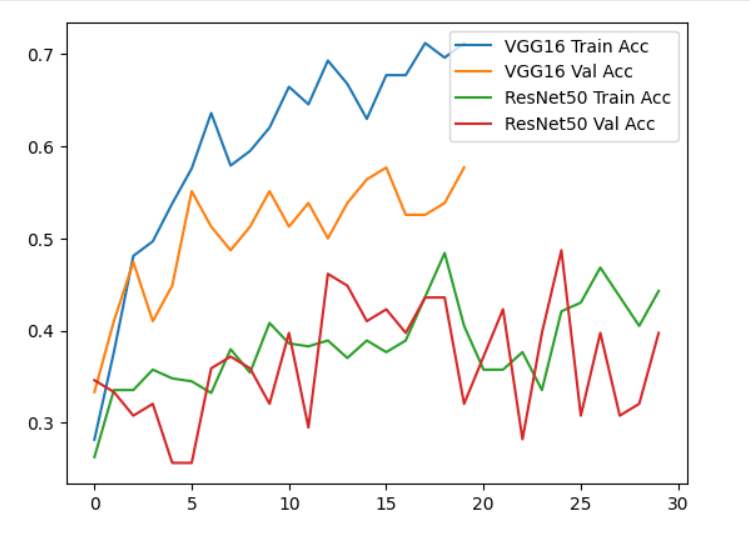 VGG16 Train Acc
VGG16 Val Acc
ResNet50 Train Acc
ResNet50 Val Acc
0.7
0.6
0.5
0.4
0.3
0 5 10 15 20 25 30